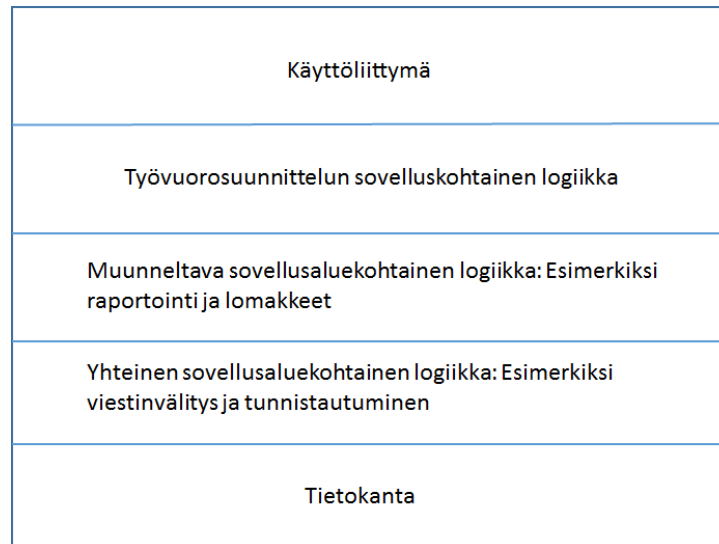 Käyttöliittymä
Työvuorosuunnittelun sovelluskohtainen logiikka
Muunneltava sovellusaluekohtainen logiikka: Esimerkiksi
raportointi ja lomakkeet
Yhteinen sovellusaluekohtainen logiikka: Esimerkiksi
viestinvälitys ja tunnistautuminen
Tietokanta